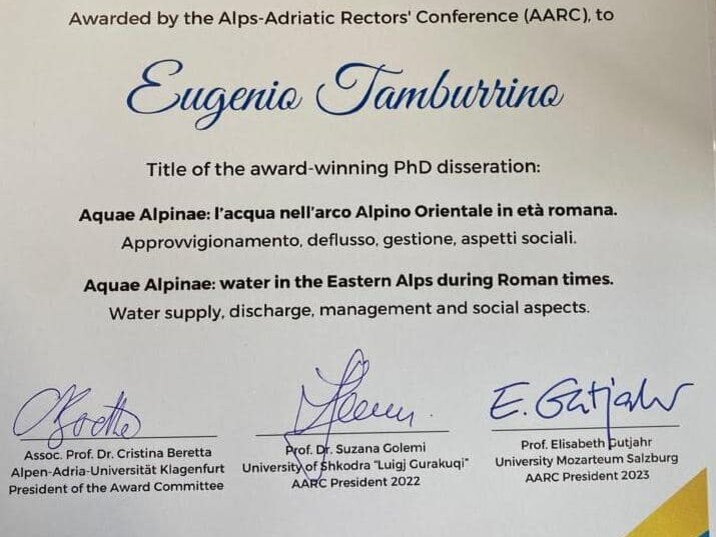 Awarded by the Alps-Adriatic Rectors' Conference (AARC), to
Eugenio Tamburrino
Title of the award-winning PhD disseration:
Aquae Alpinae: l'acqua nell'arco Alpino Orientale in età romana.
Approvvigionamento, deflusso, gestione, aspetti sociali.
Aquae Alpinae: water in the Eastern Alps during Roman times.
Water supply, discharge, management and social aspects.
E. Gutjahr
Assoc. Prof. Dr. Cristina Beretta
Alpen-Adria-Universität Klagenfurt
President of the Award Committee
Prof. Dr. Suzana Golemi
University of Shkodra "Luigj Gurakuqi"
AARC President 2022
Prof. Elisabeth Gutjahr
University Mozarteum Salzburg
AARC President 2023